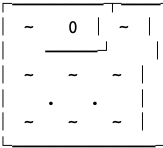 ~ 0 ~
~ ~ ~
. .
~ ~ ~